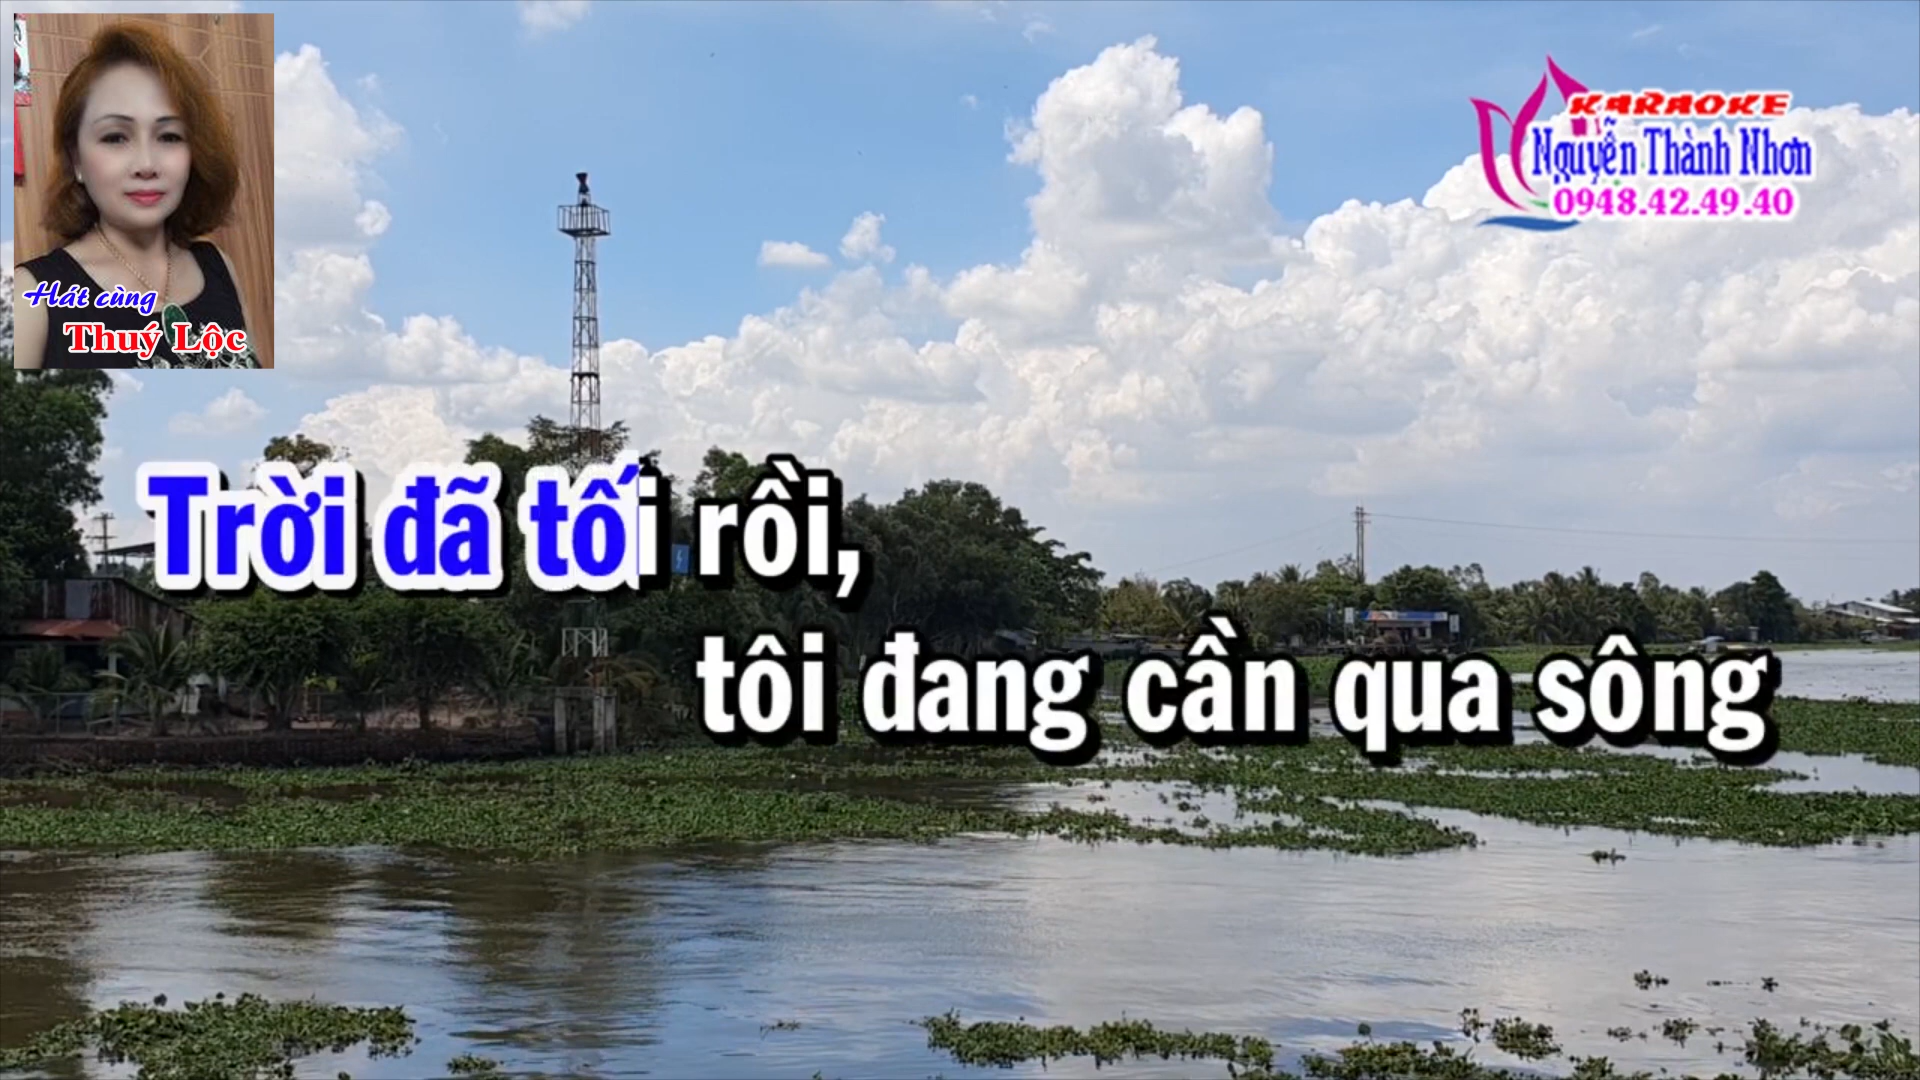 Hát cùng
Thuý Lộc
KARAOKE
Nguyễn Thành Nhơn
0948.42.49.40
Trời đã tối rồi,
tôi đang cần qua sông